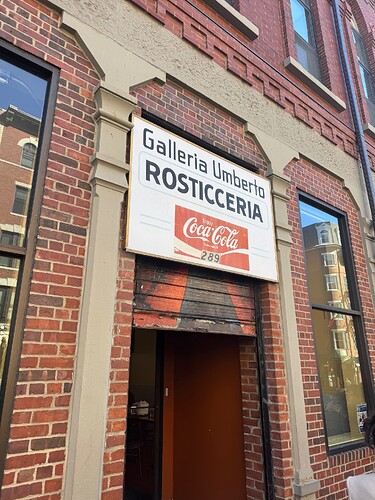 Galleria Umberto
ROSTICCERIA
Enjoy
Coca-Cola
289